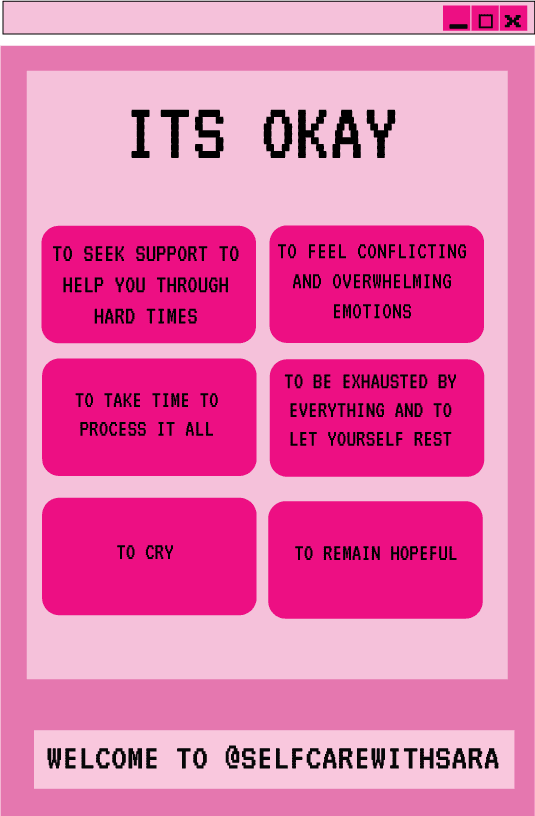 ITS OKAY
TO SEEK SUPPORT TO
HELP YOU THROUGH
HARD TIMES
TO FEEL CONFLICTING
AND OVERWHELMING
EMOTIONS
TO TAKE TIME TO
PROCESS IT ALL
TO BE EXHAUSTED BY
EVERYTHING AND TO
LET YOURSELF REST
TO CRY
TO REMAIN HOPEFUL
WELCOME TO @SELFCAREWITHSARA